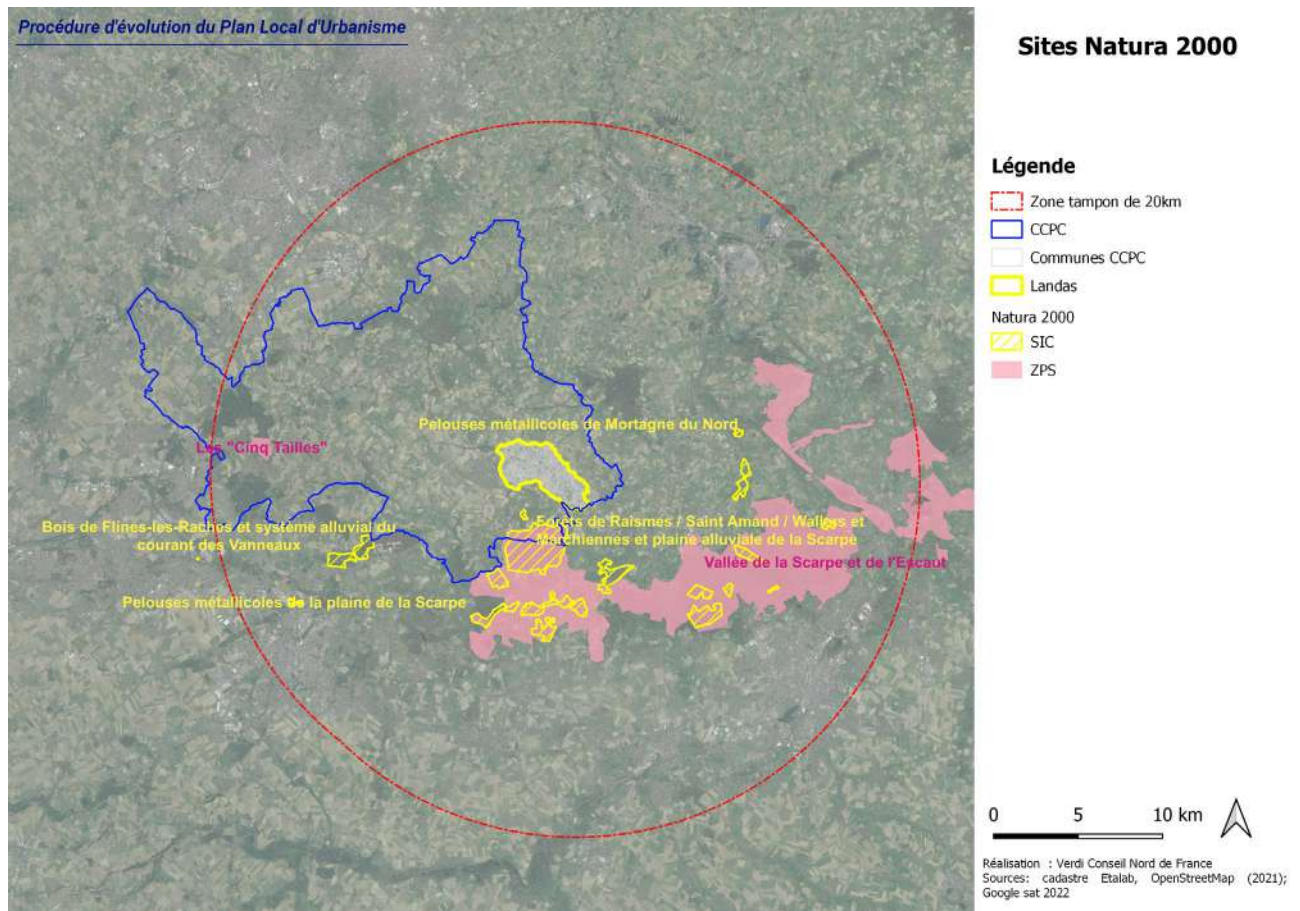 Procédure d'évolution du Plan Local d'Urbanisme
Sites Natura 2000
Légende
Zone tampon de 20km
CCPC
Communes CCPC
Landas
Natura 2000
SIC
ZPS
Pelouses métallicoles de Mortagne du Nord
Les "Cinq Tailles"
Bois de Flines-les-Raches et système alluvial du
courant des Vanneaux
Forêts de Raismes / Saint Amand / Wallers et
Marchiennes et plaine alluviale de la Scarpe
Vallée de la Scarpe et de l'Escaut
Pelouses métallicoles de la plaine de la Scarpe
0 5 10 km
Réalisation : Verdi Conseil Nord de France
Sources: cadastre Etalab, OpenStreetMap (2021);
Google sat 2022